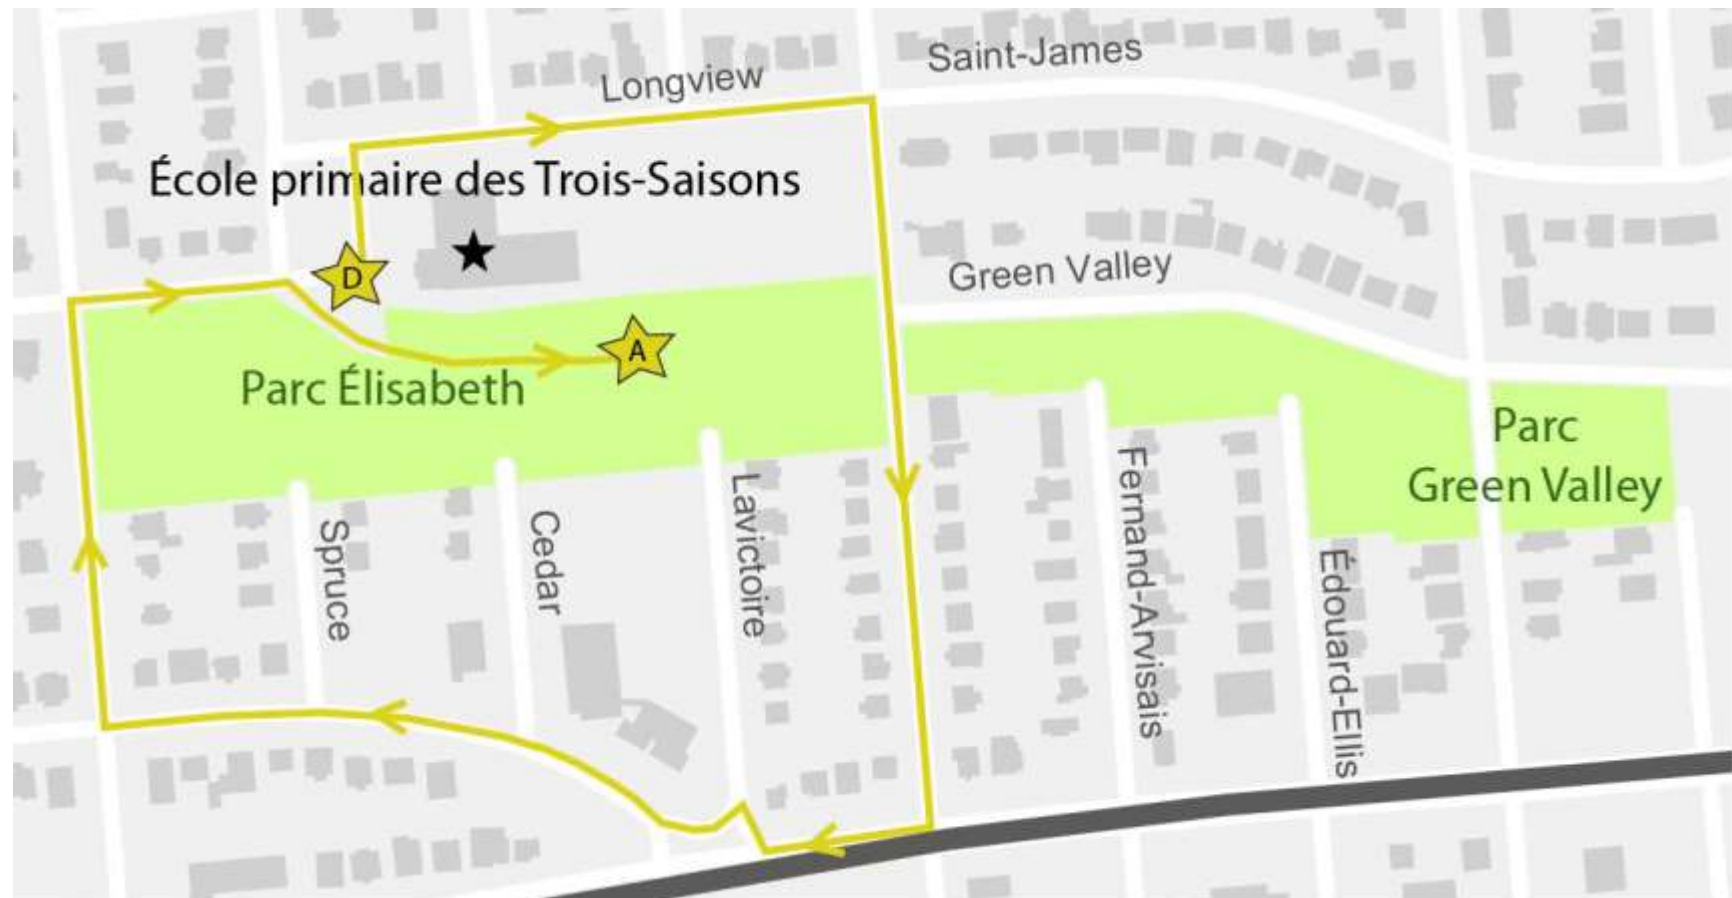 Saint-James
Longview
École primaire des Trois-Saisons
D
Green Valley
A
Parc Élisabeth
Parc
Green Valley
Spruce
Cedar
Lavictoire
Fernand-Arvisais
Édouard-Ellis